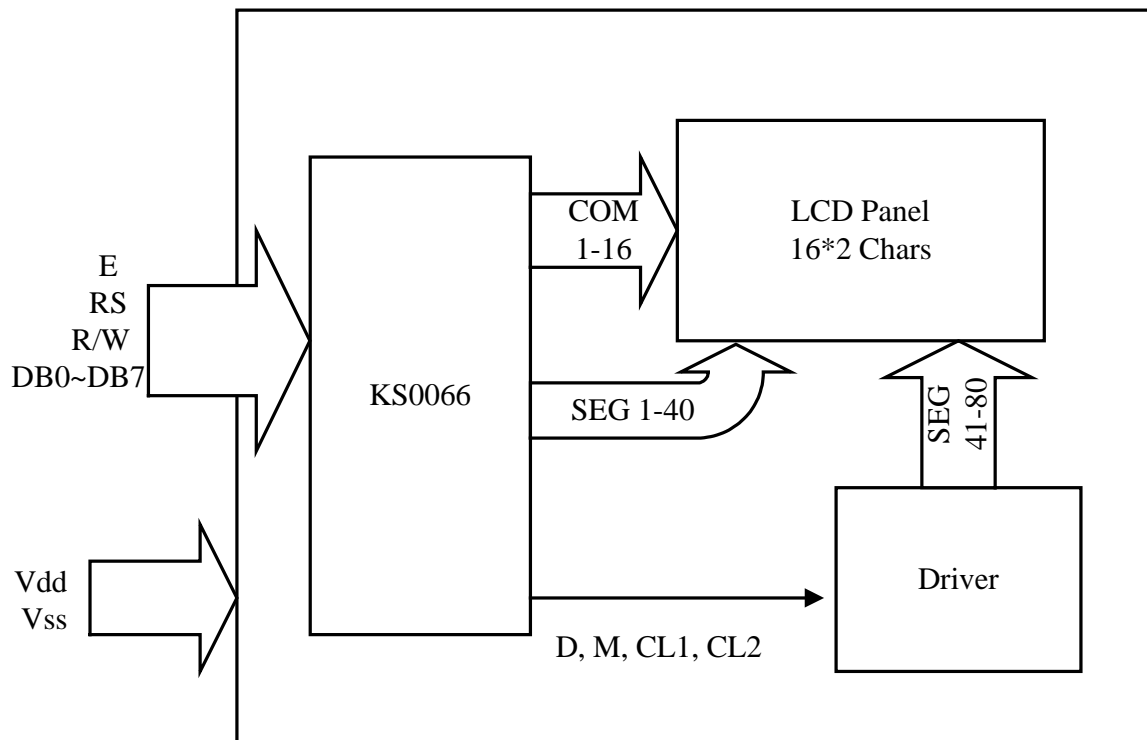 E
RS
R/W
DB0~DB7
Vdd
Vss
KS0066
COM
1-16
SEG 1-40
D, M, CL1, CL2
LCD Panel
16*2 Chars
SEG
41-80
Driver